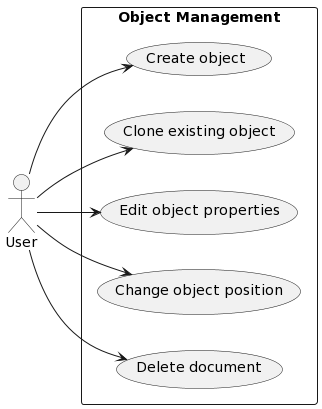 Object Management
Create object
Clone existing object
Edit object properties
User
Change object position
Delete document